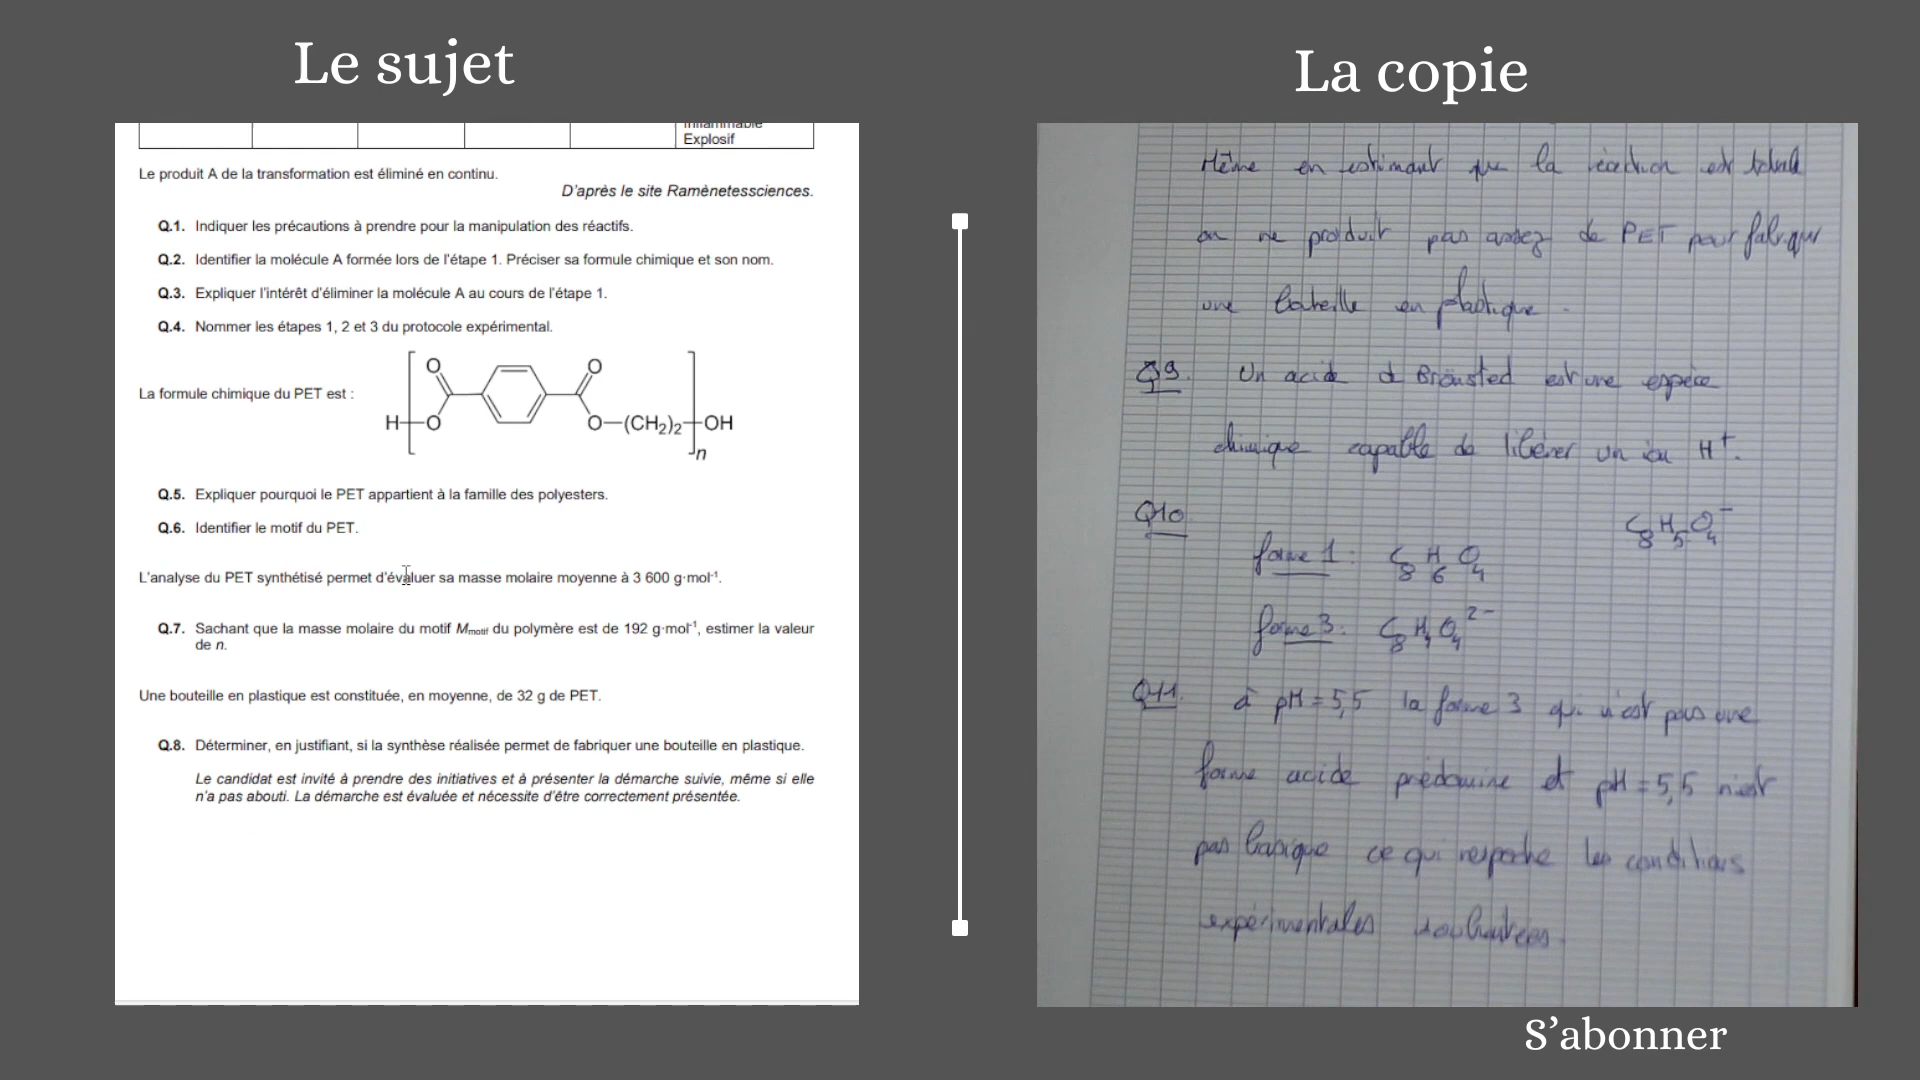 Le sujet
Inflammable
Explosif
Le produit A de la transformation est éliminé en continu.
D'après le site Ramènetessciences.
Q.1. Indiquer les précautions à prendre pour la manipulation des réactifs.
Q.2. Identifier la molécule A formée lors de l'étape 1. Préciser sa formule chimique et son nom.
Q.3. Expliquer l'intérêt d'éliminer la molécule A au cours de l'étape 1.
Q.4. Nommer les étapes 1, 2 et 3 du protocole expérimental.
La formule chimique du PET est :
O O
H O O—(CH₂)₂ OH
n
Q.5. Expliquer pourquoi le PET appartient à la famille des polyesters.
Q.6. Identifier le motif du PET.
L'analyse du PET synthétisé permet d'évaluer sa masse molaire moyenne à 3 600 g·mol⁻¹.
Q.7. Sachant que la masse molaire du motif Mmotif du polymère est de 192 g·mol⁻¹, estimer la valeur
de n.
Une bouteille en plastique est constituée, en moyenne, de 32 g de PET.
Q.8. Déterminer, en justifiant, si la synthèse réalisée permet de fabriquer une bouteille en plastique.
Le candidat est invité à prendre des initiatives et à présenter la démarche suivie, même si elle
n'a pas abouti. La démarche est évaluée et nécessite d'être correctement présentée.
La copie
Même en estimant que la réaction est totale
on ne produit pas assez de PET pour fabriquer
une bouteille en plastique.
Q9. Un acide de Brönsted est une espèce
chimique capable de libérer un ion H⁺.
Q10 C₈H₅O₄⁻
forme 1: C₈H₆O₄
forme 3: C₈H₄O₄²⁻
Q11. à pH = 5,5 la forme 3 qui n'est pas une
forme acide prédomine et pH = 5,5 n'est
pas basique ce qui respecte les conditions
expérimentales souhaitées.
S'abonner